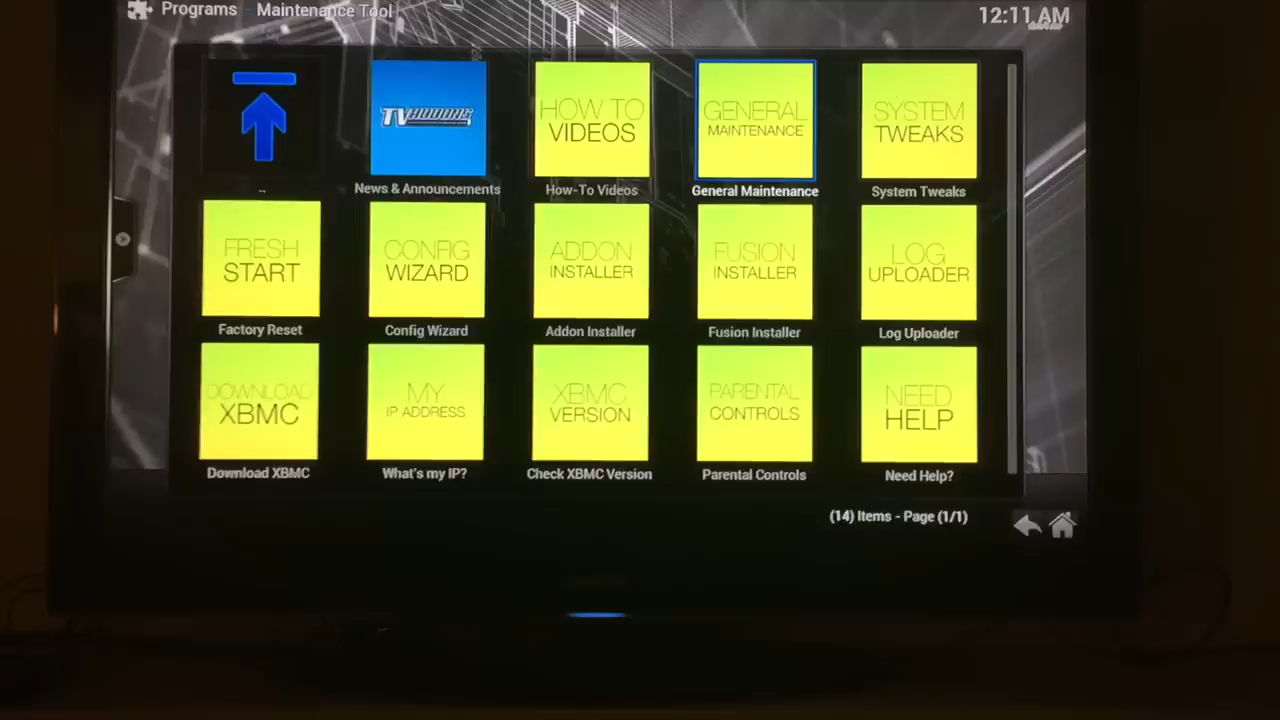 Programs Maintenance Tool
12:11 AM
TV ADDONS
HOW TO
VIDEOS
GENERAL
MAINTENANCE
SYSTEM
TWEAKS
..
News & Announcements
How-To Videos
General Maintenance
System Tweaks
FRESH
START
CONFIG
WIZARD
ADDON
INSTALLER
FUSION
INSTALLER
LOG
UPLOADER
Factory Reset
Config Wizard
Addon Installer
Fusion Installer
Log Uploader
DOWNLOAD
XBMC
MY
IP ADDRESS
XBMC
VERSION
PARENTAL
CONTROLS
NEED
HELP
Download XBMC
What's my IP?
Check XBMC Version
Parental Controls
Need Help?
(14) Items - Page (1/1)